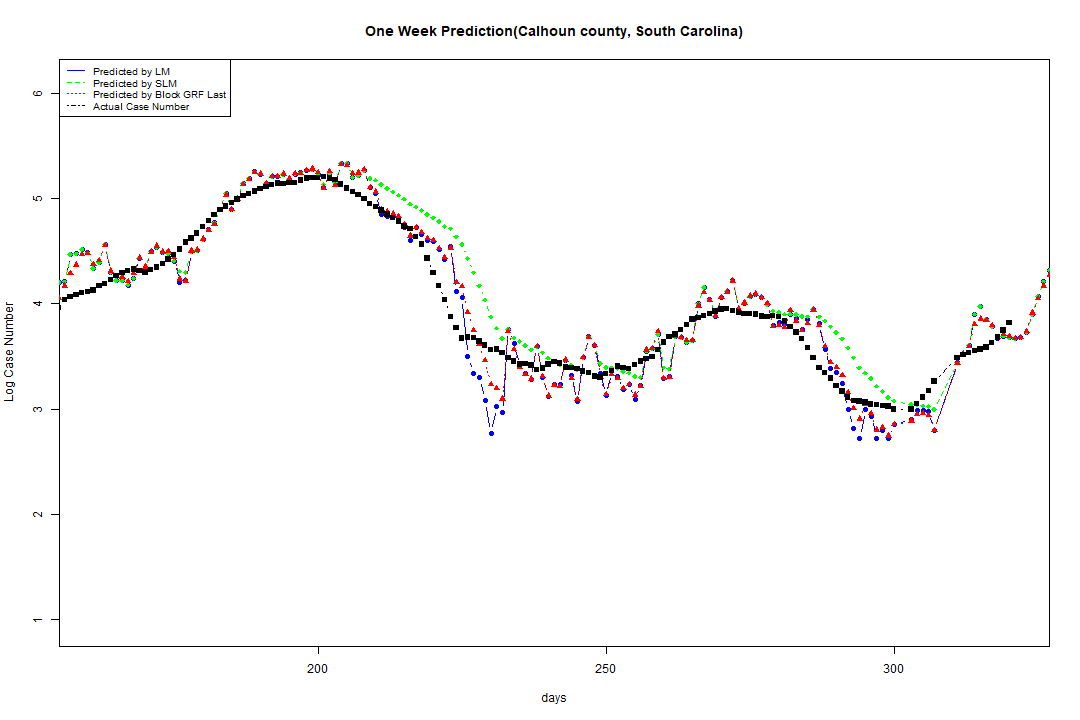 One Week Prediction(Calhoun county, South Carolina)
Predicted by LM
Predicted by SLM
Predicted by Block GRF Last
Actual Case Number
6
5
4
3
2
1
Log Case Number
200 250 300
days